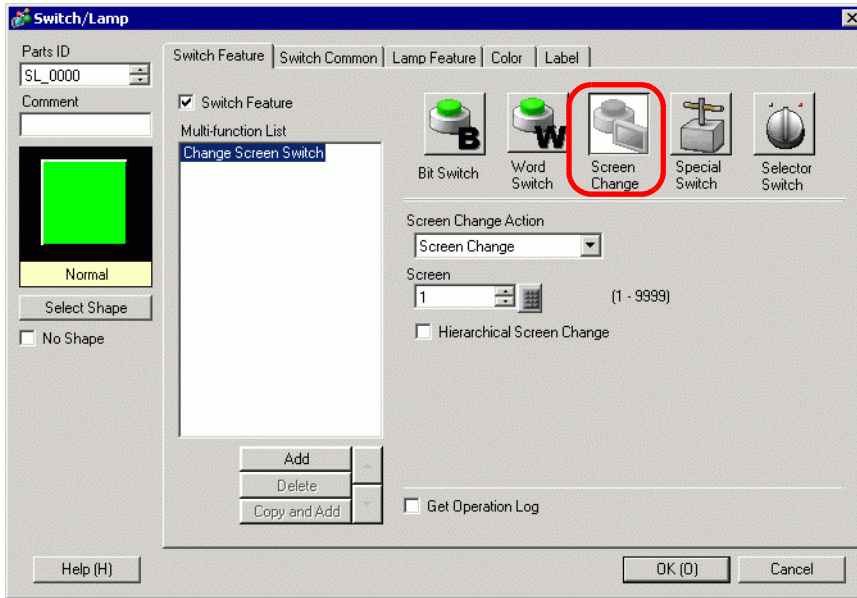 Switch/Lamp
Parts ID
SL_0000
Comment
Normal
Select Shape
No Shape
Help (H)
Switch Feature Switch Common Lamp Feature Color Label
Switch Feature
Multi-function List
Change Screen Switch
Add
Delete
Copy and Add
B
W
Bit Switch
Word
Switch
Screen
Change
Special
Switch
Selector
Switch
Screen Change Action
Screen Change
Screen
1 (1 - 9999)
Hierarchical Screen Change
Get Operation Log
OK (O) Cancel